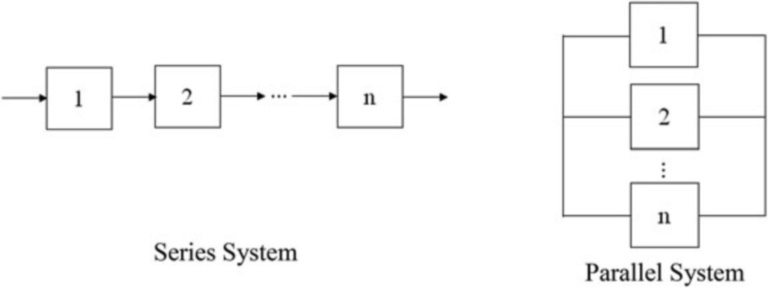 1 2 ... n
Series System
1
2
⋮
n
Parallel System